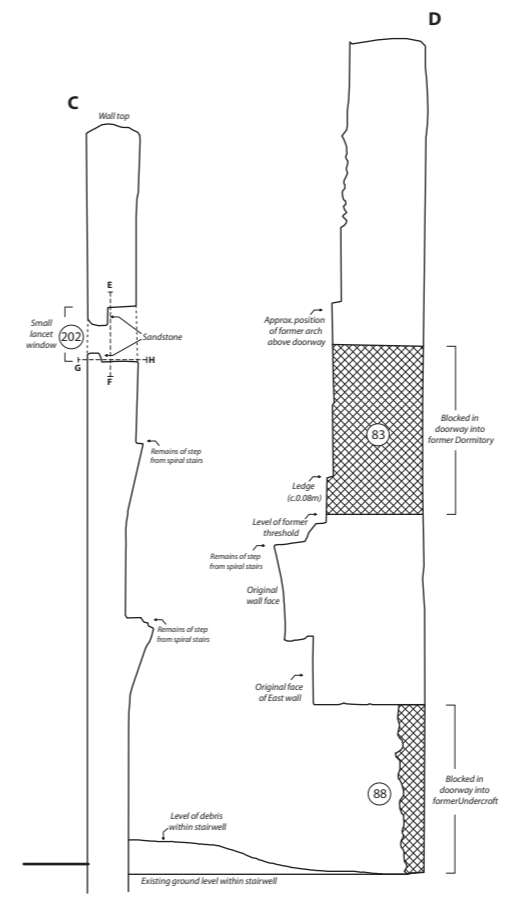 D
C
Wall top
E
Small
lancet
window
202
Sandstone
G
H
F
Approx. position
of former arch
above doorway
83
Blocked in
doorway into
former Dormitory
Remains of step
from spiral stairs
Ledge
(c.0.08m)
Level of former
threshold
Remains of step
from spiral stairs
Original
wall face
Remains of step
from spiral stairs
Original face
of East wall
88
Blocked in
doorway into
formerUndercroft
Level of debris
within stairwell
Existing ground level within stairwell